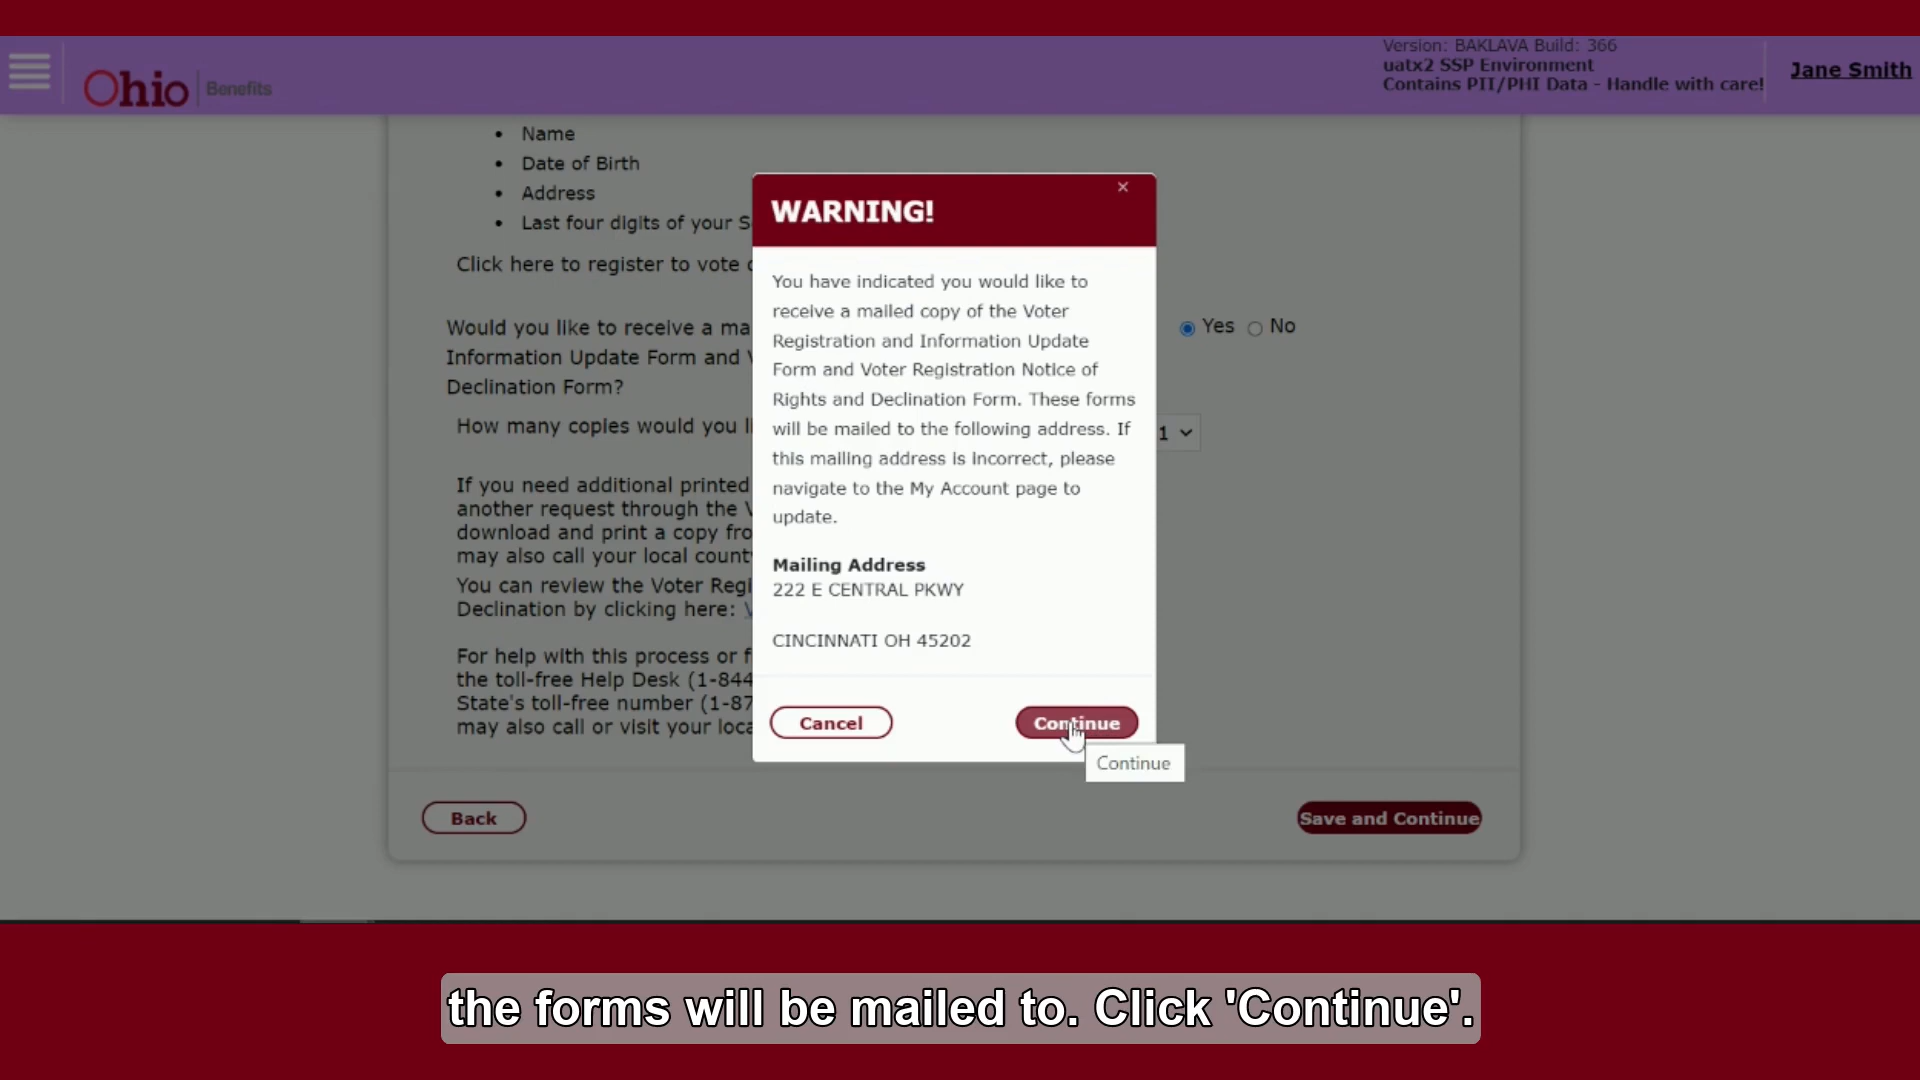 Version: BAKLAVA Build: 366
uatx2 SSP Environment
Contains PII/PHI Data - Handle with care!
Jane Smith
Ohio
Benefits
• Name
• Date of Birth
• Address
• Last four digits of your
Click here to register to vote
Would you like to receive a
Yes
No
Information Update Form and
Declination Form?
How many copies would you
1
If you need additional printed
another request through the
download and print a copy
may also call your local
You can review the Voter
Declination by clicking here:
For help with this process or
the toll-free Help Desk (1-844
State's toll-free number (1-87
may also call or visit your
WARNING!
×
You have indicated you would like to
receive a mailed copy of the Voter
Registration and Information Update
Form and Voter Registration Notice of
Rights and Declination Form. These forms
will be mailed to the following address. If
this mailing address is incorrect, please
navigate to the My Account page to
update.
Mailing Address
222 E CENTRAL PKWY
CINCINNATI OH 45202
Cancel
Continue
Continue
Back
Save and Continue
the forms will be mailed to. Click 'Continue'.